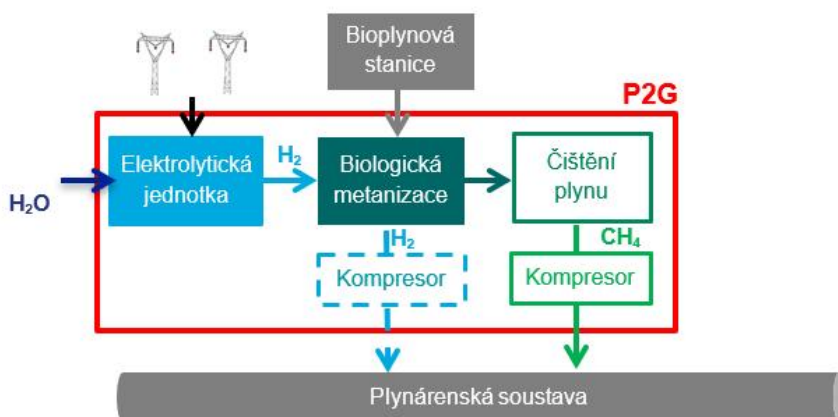 Bioplynová
stanice
P2G
Elektrolytická
jednotka
H₂
Biologická
metanizace
Čištění
plynu
H₂O
H₂
CH₄
Kompresor
Kompresor
Plynárenská soustava